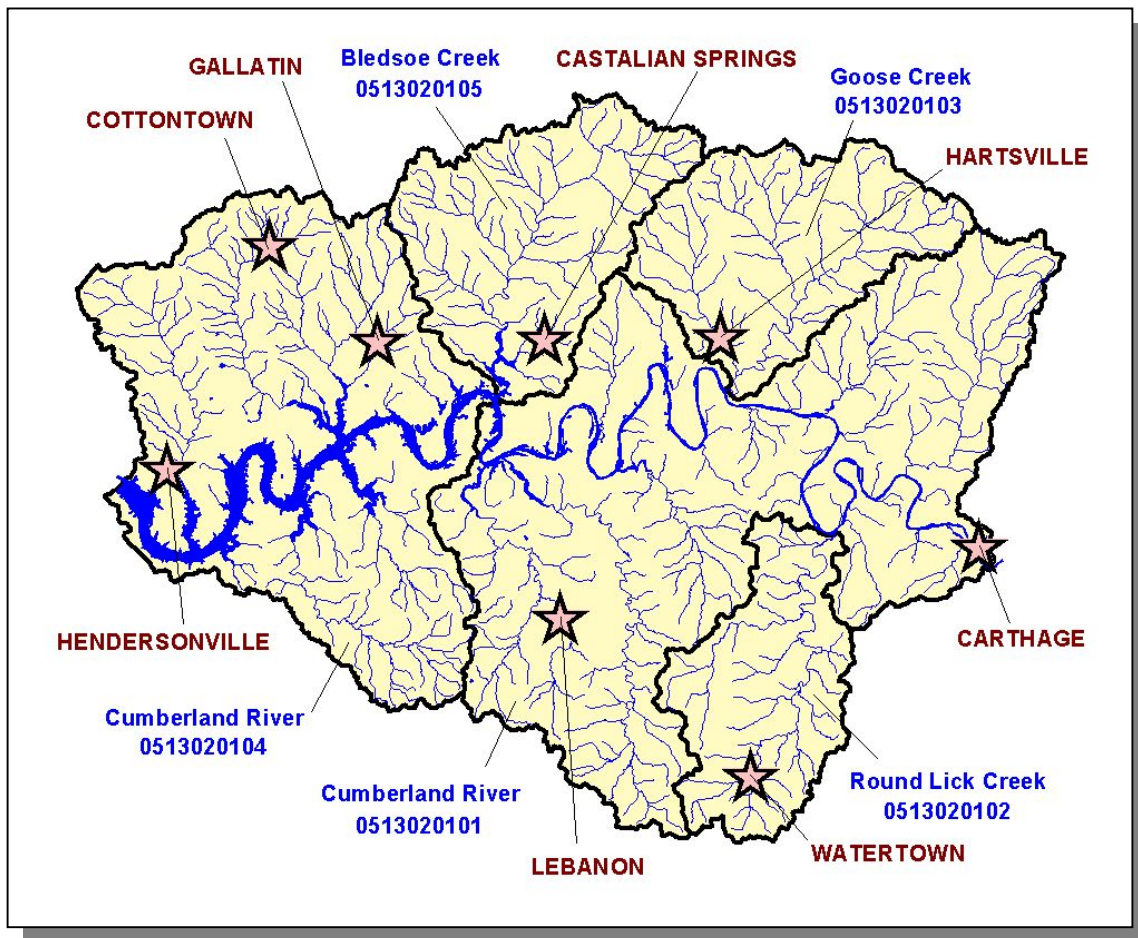 GALLATIN
Bledsoe Creek
0513020105
CASTALIAN SPRINGS
Goose Creek
0513020103
COTTONTOWN
HARTSVILLE
HENDERSONVILLE
CARTHAGE
Cumberland River
0513020104
Cumberland River
0513020101
Round Lick Creek
0513020102
LEBANON
WATERTOWN